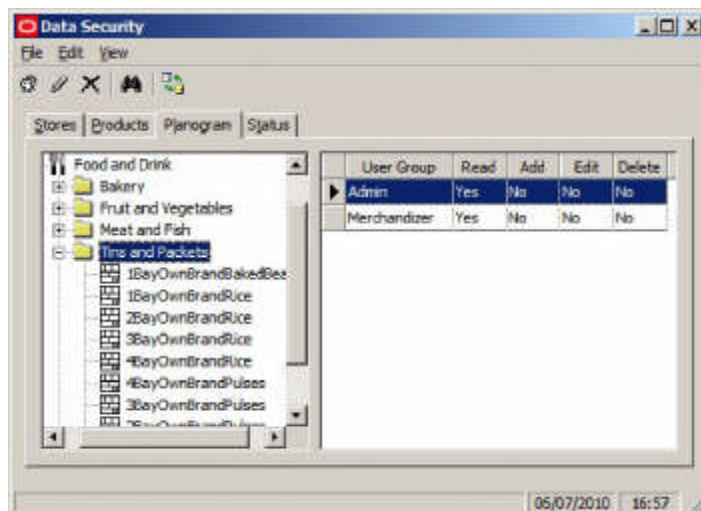 Data Security
File Edit View
Stores Products Planogram Status
Food and Drink
Bakery
Fruit and Vegetables
Meat and Fish
Tins and Packets
1BayOwnBrandBakedBea
1BayOwnBrandRice
2BayOwnBrandRice
3BayOwnBrandRice
4BayOwnBrandRice
4BayOwnBrandPulses
3BayOwnBrandPulses
2BayOwnBrandPulses
User Group Read Add Edit Delete
Admin Yes No No No
Merchandizer Yes No No No
05/07/2010 16:57